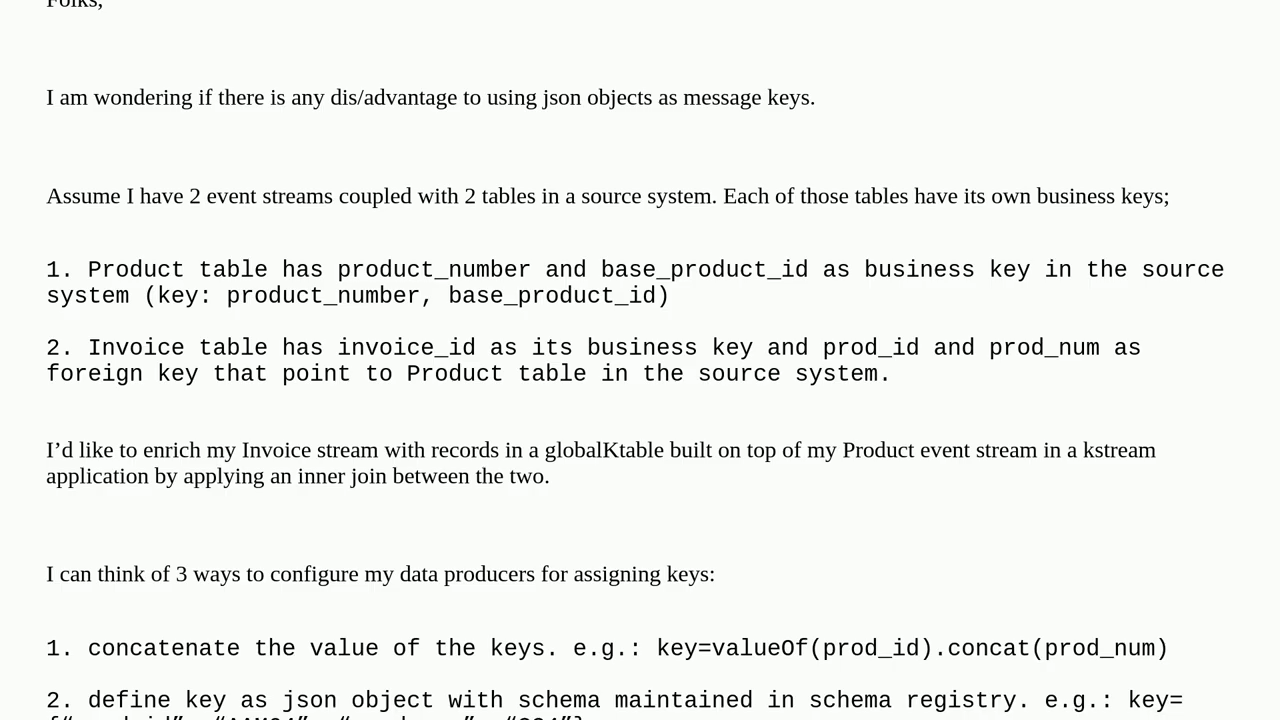 Folks,
I am wondering if there is any dis/advantage to using json objects as message keys.
Assume I have 2 event streams coupled with 2 tables in a source system. Each of those tables have its own business keys;
1. Product table has product_number and base_product_id as business key in the source
system (key: product_number, base_product_id)
2. Invoice table has invoice_id as its business key and prod_id and prod_num as
foreign key that point to Product table in the source system.
I’d like to enrich my Invoice stream with records in a globalKtable built on top of my Product event stream in a kstream
application by applying an inner join between the two.
I can think of 3 ways to configure my data producers for assigning keys:
1. concatenate the value of the keys. e.g.: key=valueOf(prod_id).concat(prod_num)
2. define key as json object with schema maintained in schema registry. e.g.: key=